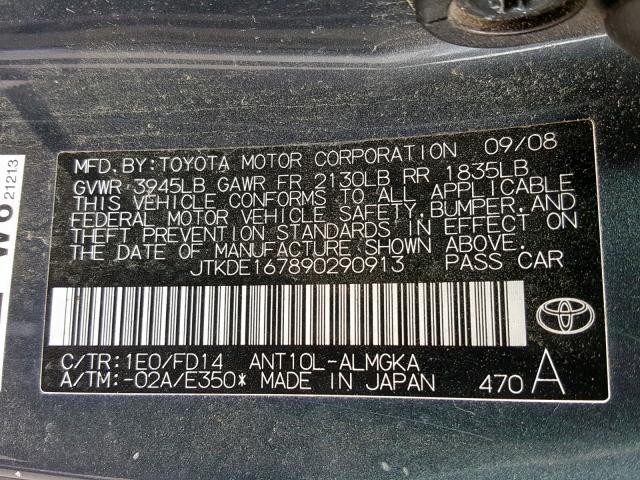 MFD. BY: TOYOTA MOTOR CORPORATION 09/08
GVWR 3945LB GAWR FR 2130LB RR 1835LB
THIS VEHICLE CONFORMS TO ALL APPLICABLE
FEDERAL MOTOR VEHICLE SAFETY, BUMPER, AND
THEFT PREVENTION STANDARDS IN EFFECT ON
THE DATE OF MANUFACTURE SHOWN ABOVE.
JTKDE167890290913 PASS CAR
C/TR: 1E0/FD14 ANT10L-ALMGKA
A/TM: -02A/E350* MADE IN JAPAN 470 A
21213